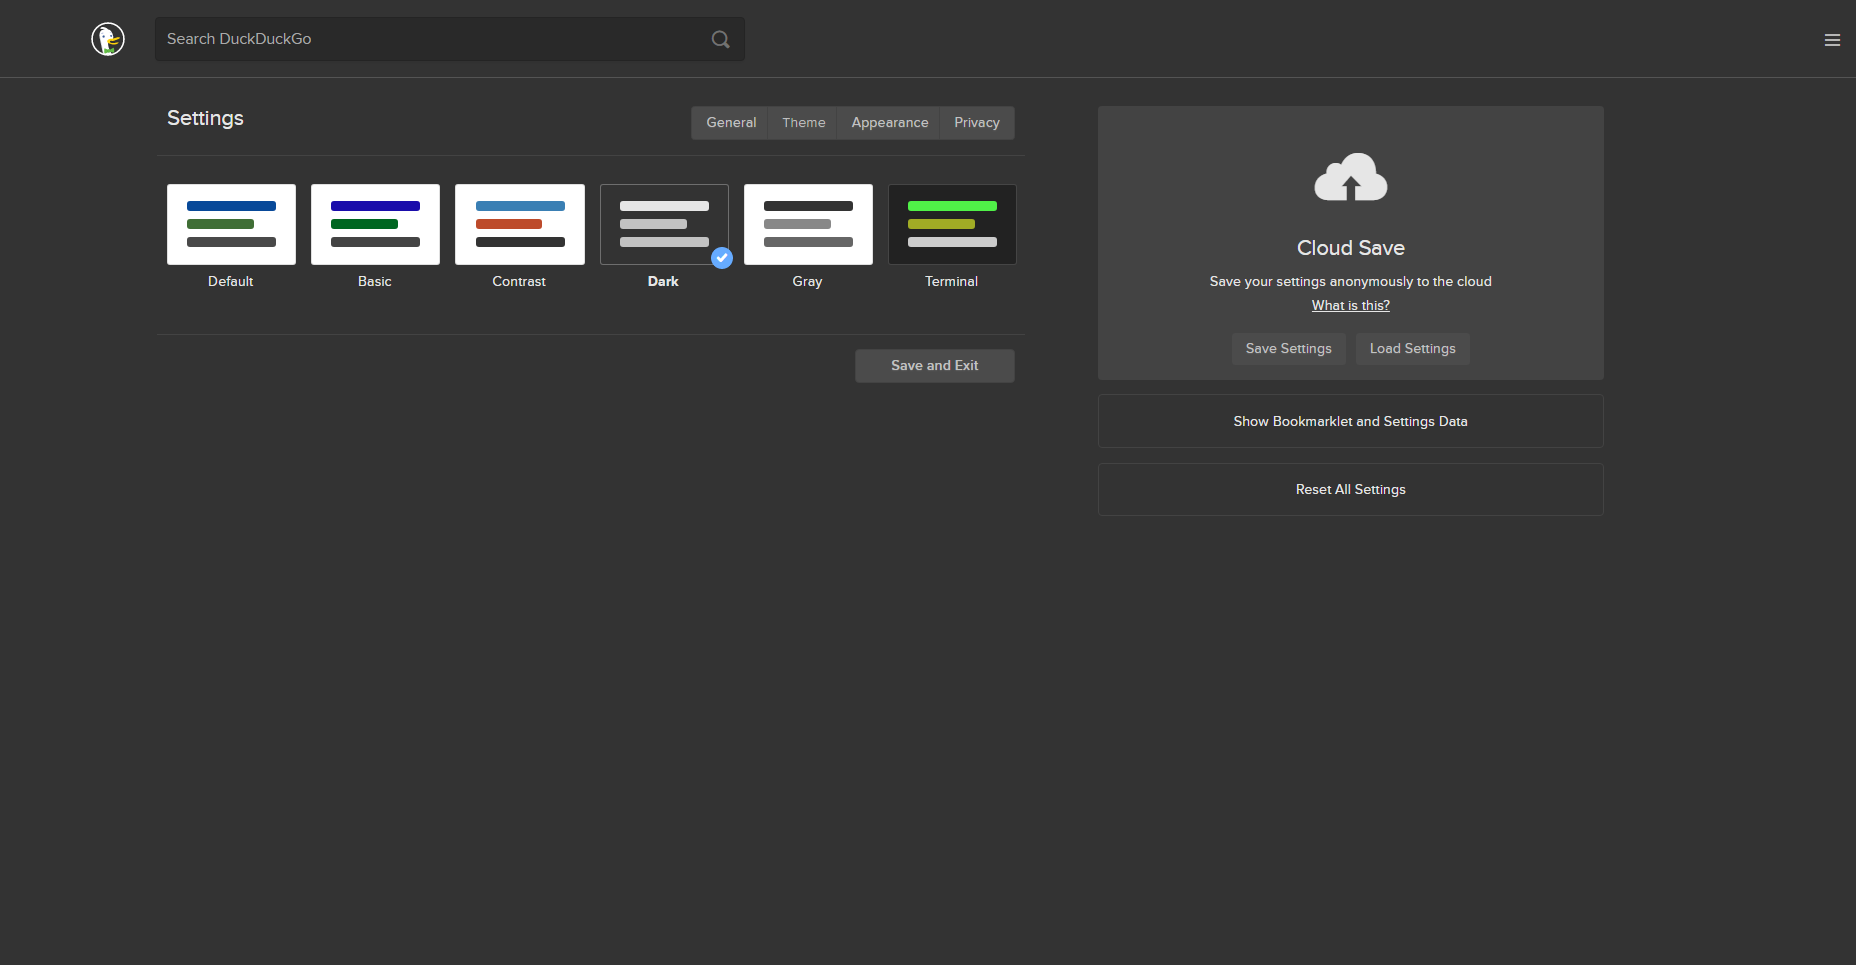 Search DuckDuckGo
Settings
General Theme Appearance Privacy
Default Basic Contrast Dark Gray Terminal
Save and Exit
Cloud Save
Save your settings anonymously to the cloud
What is this?
Save Settings Load Settings
Show Bookmarklet and Settings Data
Reset All Settings